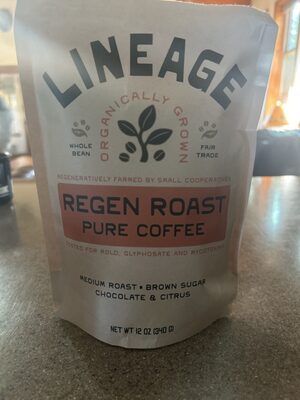 LINEAGE
ORGANICALLY GROWN
WHOLE BEAN
FAIR TRADE
REGENERATIVELY FARMED BY SMALL COOPERATIVES
REGEN ROAST
PURE COFFEE
TESTED FOR MOLD, GLYPHOSATE AND MYCOTOXINS
MEDIUM ROAST • BROWN SUGAR
CHOCOLATE & CITRUS
NET WT 12 OZ (340 G)